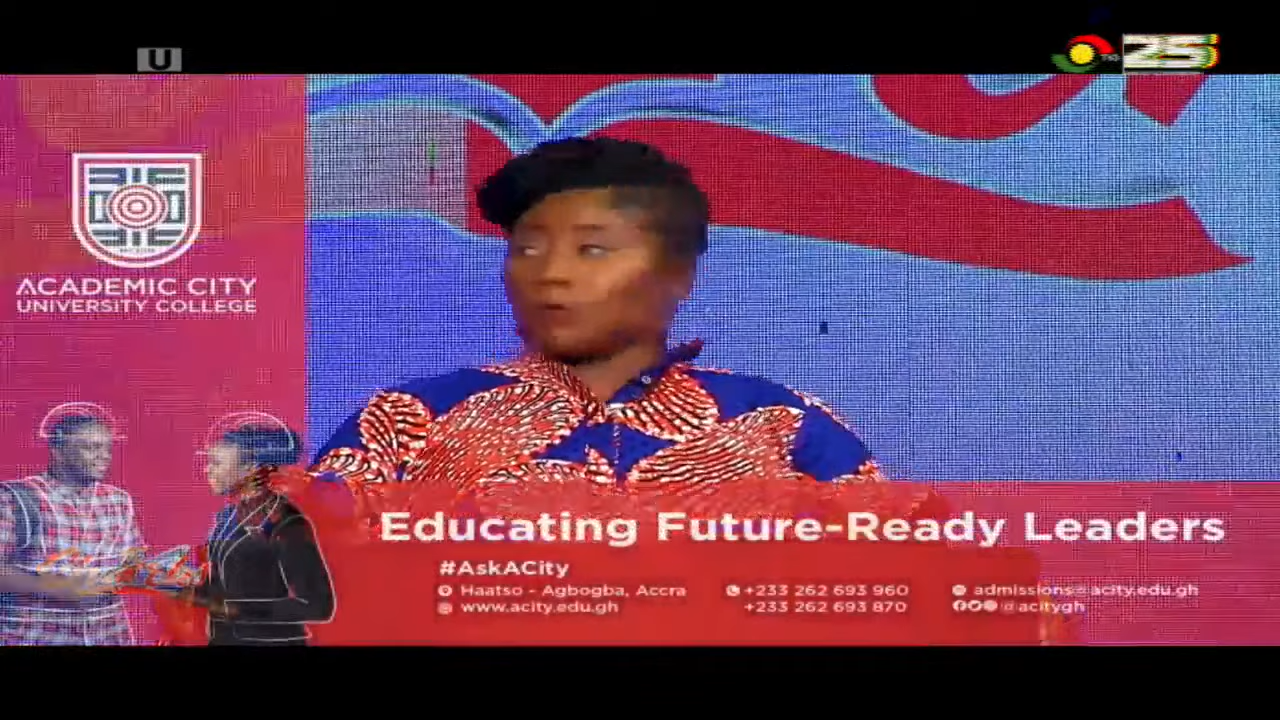 U
25
ACADEMIC CITY
UNIVERSITY COLLEGE
Educating Future-Ready Leaders
#AskACity
Haatso - Agbogba, Accra
www.acity.edu.gh
+233 262 693 960
+233 262 693 870
admissions@acity.edu.gh
@acitygh